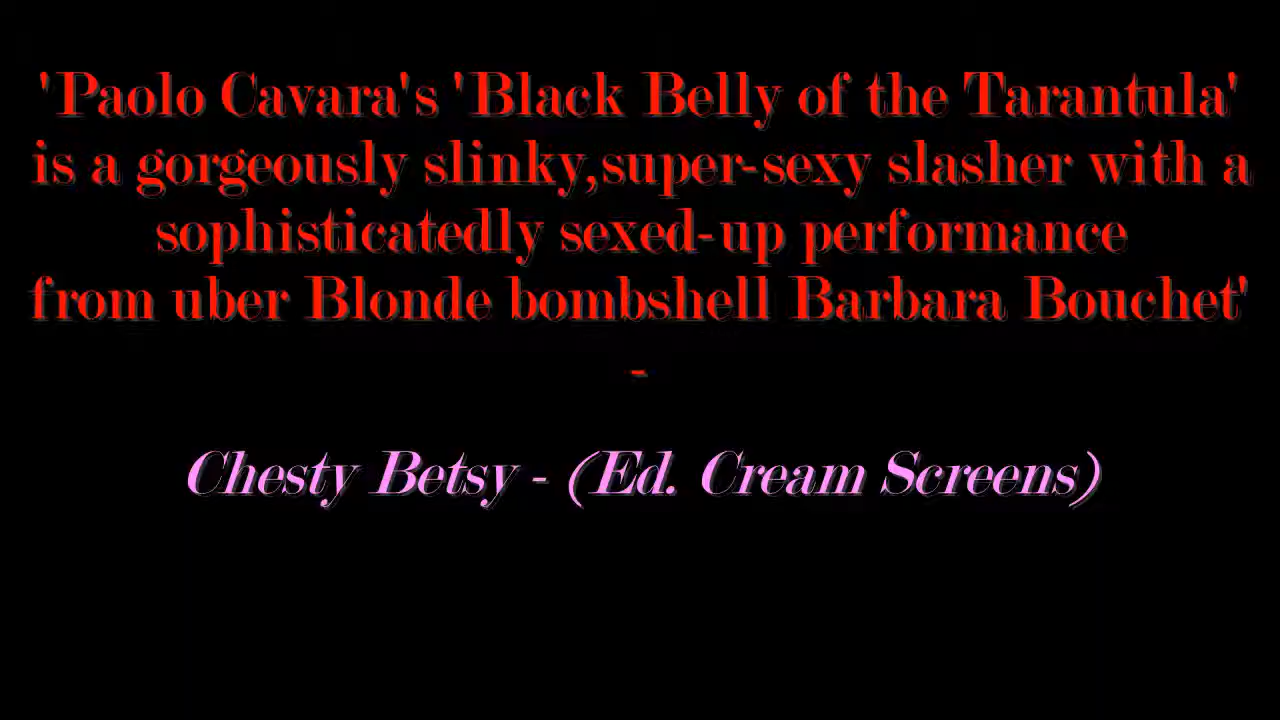 'Paolo Cavara's 'Black Belly of the Tarantula'
is a gorgeously slinky,super-sexy slasher with a
sophisticatedly sexed-up performance
from uber Blonde bombshell Barbara Bouchet'
-
Chesty Betsy - (Ed. Cream Screens)